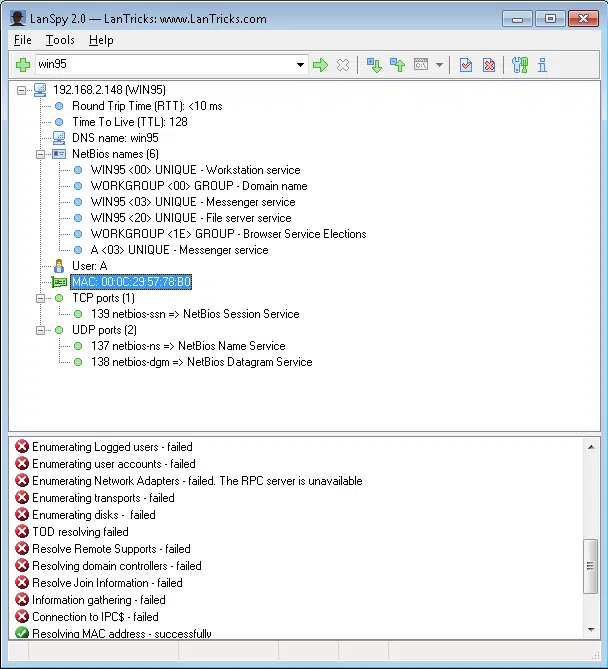 LanSpy 2.0 — LanTricks: www.LanTricks.com
File Tools Help
win95
192.168.2.148 (WIN95)
Round Trip Time (RTT): <10 ms
Time To Live (TTL): 128
DNS name: win95
NetBios names (6)
WIN95 <00> UNIQUE - Workstation service
WORKGROUP <00> GROUP - Domain name
WIN95 <03> UNIQUE - Messenger service
WIN95 <20> UNIQUE - File server service
WORKGROUP <1E> GROUP - Browser Service Elections
A <03> UNIQUE - Messenger service
User: A
MAC: 00:0C:29:57:78:B0
TCP ports (1)
139 netbios-ssn => NetBios Session Service
UDP ports (2)
137 netbios-ns => NetBios Name Service
138 netbios-dgm => NetBios Datagram Service
Enumerating Logged users - failed
Enumerating user accounts - failed
Enumerating Network Adapters - failed. The RPC server is unavailable
Enumerating transports - failed
Enumerating disks - failed
TOD resolving failed
Resolve Remote Supports - failed
Resolving domain controllers - failed
Resolve Join Information - failed
Information gathering - failed
Connection to IPC$ - failed
Resolving MAC address - successfully